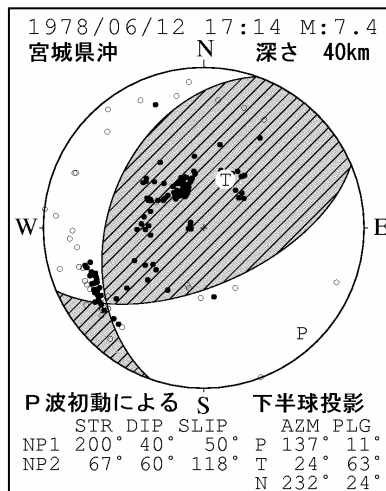 1978/06/12 17:14 M:7.4
宮城県沖 深さ 40km
N
T
W E
P
S
P波初動による 下半球投影
STR DIP SLIP AZM PLG
NP1 200° 40° 50° P 137° 11°
NP2 67° 60° 118° T 24° 63°
N 232° 24°